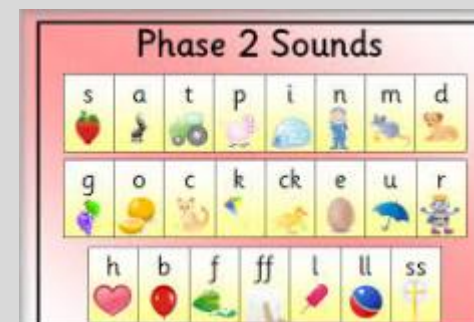 Phase 2 Sounds
s a t p i n m d
g o c k ck e u r
h b f ff l ll ss